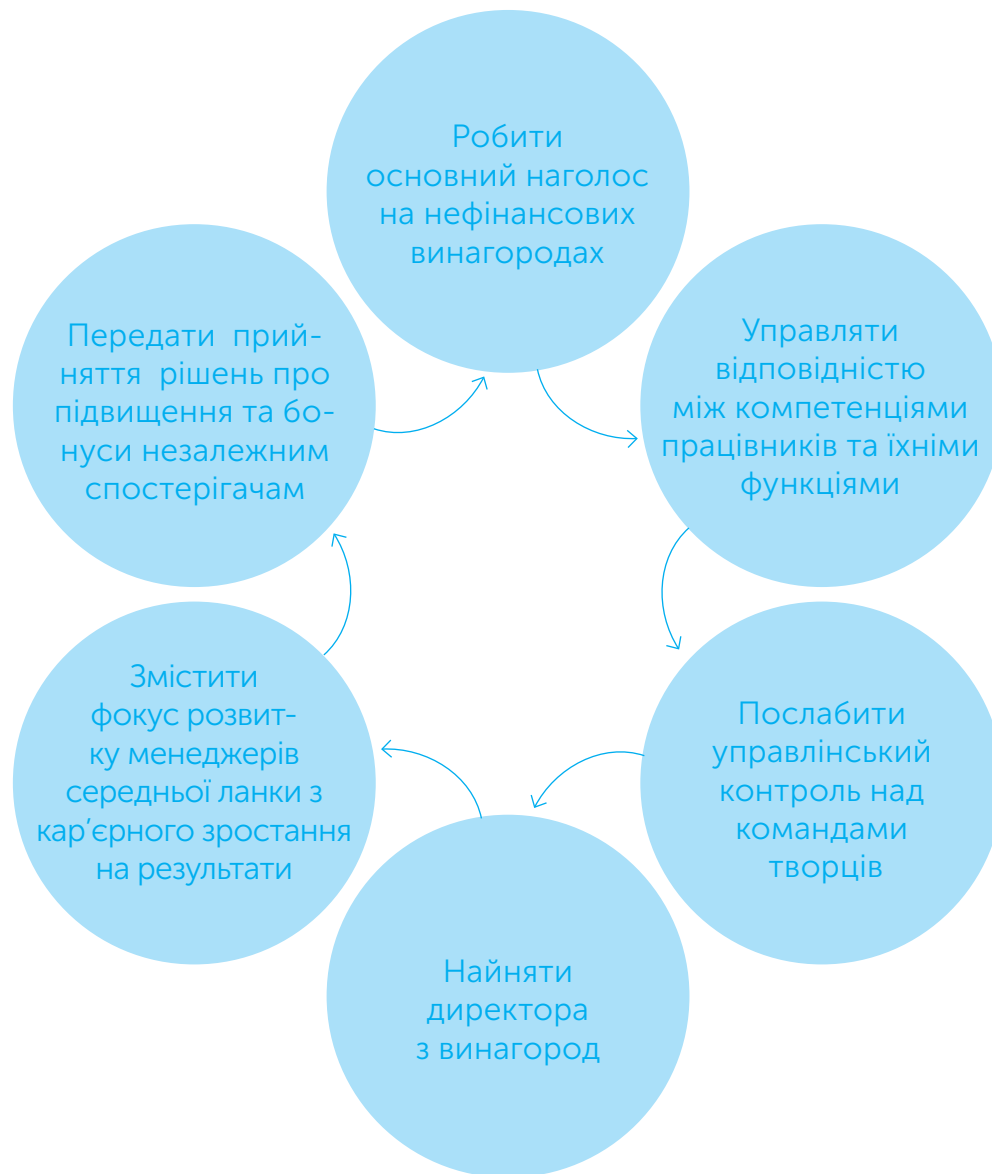 Робити
основний наголос
на нефінансових
винагородах
Управляти
відповідністю
між компетенціями
працівників та їхніми
функціями
Послабити
управлінський
контроль над
командами
творців
Найняти
директора
з винагород
Змістити
фокус розвит-
ку менеджерів
середньої ланки з
кар’єрного зростання
на результати
Передати прий-
няття рішень про
підвищення та бо-
нуси незалежним
спостерігачам